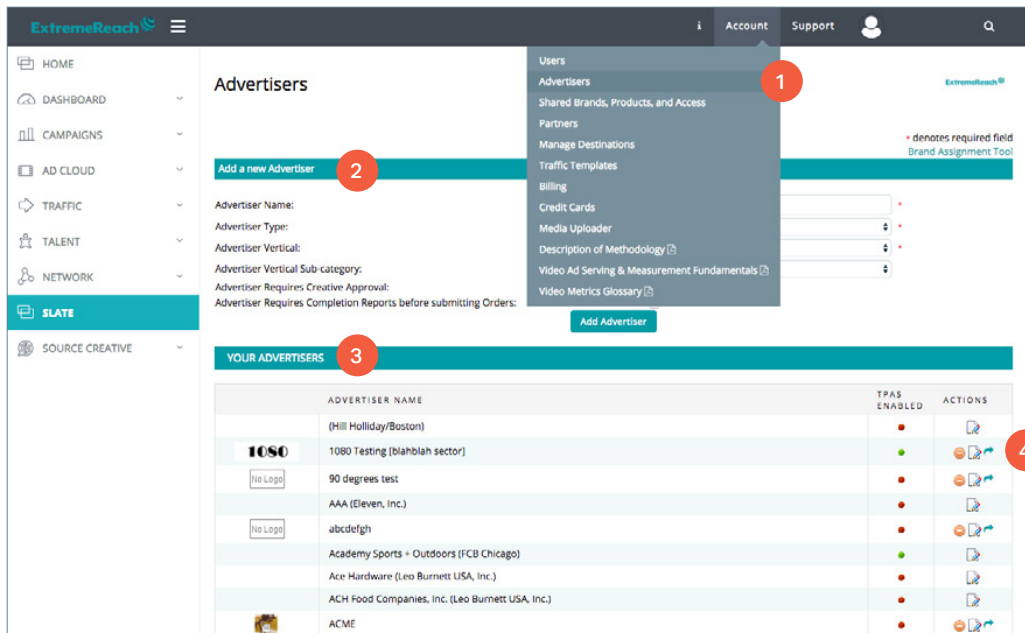 ExtremeReach
i Account Support
HOME
DASHBOARD
CAMPAIGNS
AD CLOUD
TRAFFIC
TALENT
NETWORK
SLATE
SOURCE CREATIVE
Users
Advertisers
Shared Brands, Products, and Access
Partners
Manage Destinations
Traffic Templates
Billing
Credit Cards
Media Uploader
Description of Methodology
Video Ad Serving & Measurement Fundamentals
Video Metrics Glossary
1
Advertisers
ExtremeReach
* denotes required field
Brand Assignment Tool
Add a new Advertiser 2
Advertiser Name: *
Advertiser Type: *
Advertiser Vertical: *
Advertiser Vertical Sub-category:
Advertiser Requires Creative Approval:
Advertiser Requires Completion Reports before submitting Orders:
Add Advertiser
YOUR ADVERTISERS 3
ADVERTISER NAME TPAS ENABLED ACTIONS
(Hill Holliday/Boston)
1080 1080 Testing [blahblah sector] 4
No Logo 90 degrees test
AAA (Eleven, Inc.)
No Logo abcdefgh
Academy Sports + Outdoors (FCB Chicago)
Ace Hardware (Leo Burnett USA, Inc.)
ACH Food Companies, Inc. (Leo Burnett USA, Inc.)
ACME